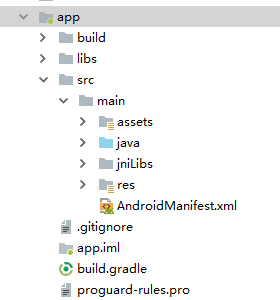 app
build
libs
src
main
assets
java
jniLibs
res
AndroidManifest.xml
.gitignore
app.iml
build.gradle
proguard-rules.pro